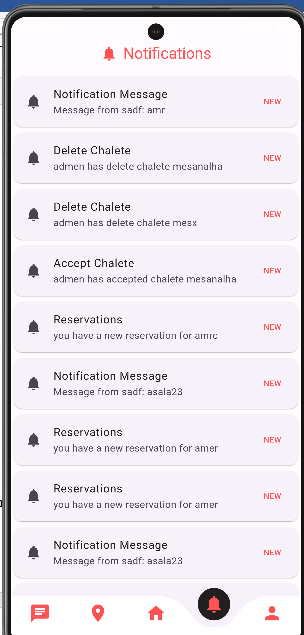 Notifications
Notification Message
Message from sadf: amr
NEW
Delete Chalete
admen has delete chalete mesanalha
NEW
Delete Chalete
admen has delete chalete mesx
NEW
Accept Chalete
admen has accepted chalete mesanalha
NEW
Reservations
you have a new reservation for amrc
NEW
Notification Message
Message from sadf: asala23
NEW
Reservations
you have a new reservation for amer
NEW
Reservations
you have a new reservation for amer
NEW
Notification Message
Message from sadf: asala23
NEW